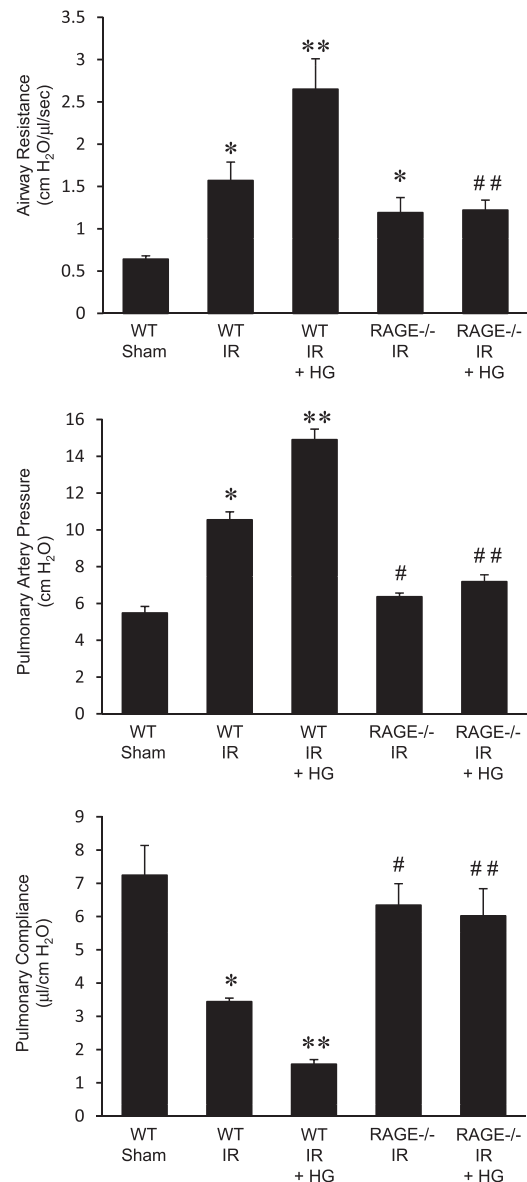 Airway Resistance
(cm H₂O/μl/sec)
3.5
3
2.5
2
1.5
1
0.5
0
*
**
*
##
WT
Sham
WT
IR
WT
IR
+ HG
RAGE-/-
IR
RAGE-/-
IR
+ HG
Pulmonary Artery Pressure
(cm H₂O)
16
14
12
10
8
6
4
2
0
*
**
#
##
WT
Sham
WT
IR
WT
IR
+ HG
RAGE-/-
IR
RAGE-/-
IR
+ HG
Pulmonary Compliance
(μl/cm H₂O)
9
8
7
6
5
4
3
2
1
0
*
**
#
##
WT
Sham
WT
IR
WT
IR
+ HG
RAGE-/-
IR
RAGE-/-
IR
+ HG